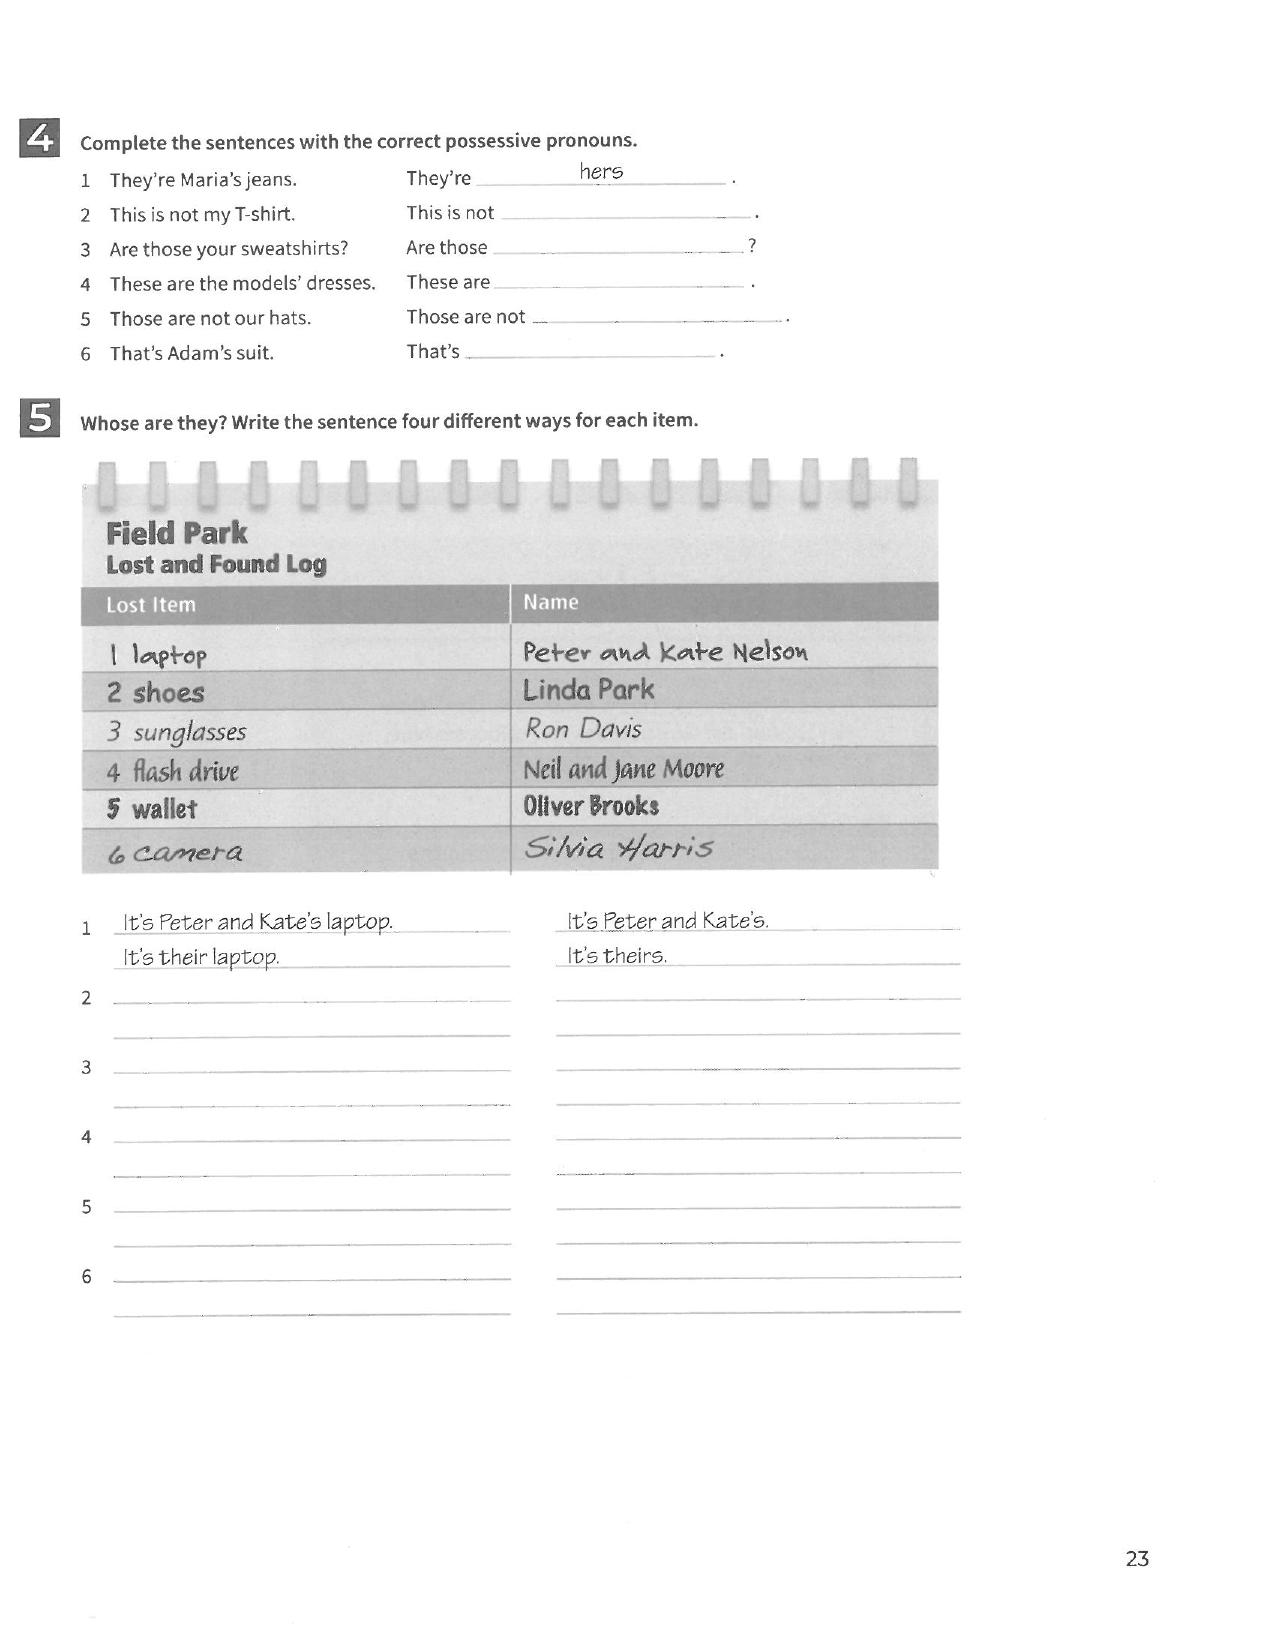 4 Complete the sentences with the correct possessive pronouns.
1 They're Maria's jeans. They're hers .
2 This is not my T-shirt. This is not .
3 Are those your sweatshirts? Are those ?
4 These are the models' dresses. These are .
5 Those are not our hats. Those are not .
6 That's Adam's suit. That's .
5 Whose are they? Write the sentence four different ways for each item.
Field Park
Lost and Found Log
Lost Item Name
1 laptop Peter and Kate Nelson
2 shoes Linda Park
3 sunglasses Ron Davis
4 flash drive Neil and Jane Moore
5 wallet Oliver Brooks
6 camera Silvia Harris
1 It's Peter and Kate's laptop. It's Peter and Kate's.
It's their laptop. It's theirs.
2
3
4
5
6
23